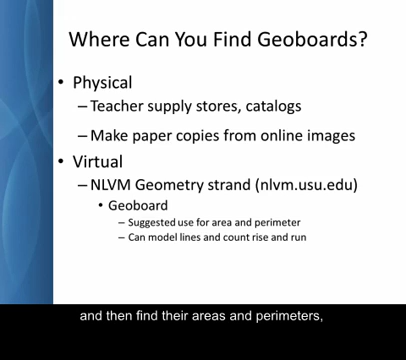 Where Can You Find Geoboards?
• Physical
– Teacher supply stores, catalogs
– Make paper copies from online images
• Virtual
– NLVM Geometry strand (nlvm.usu.edu)
• Geoboard
– Suggested use for area and perimeter
– Can model lines and count rise and run
and then find their areas and perimeters,